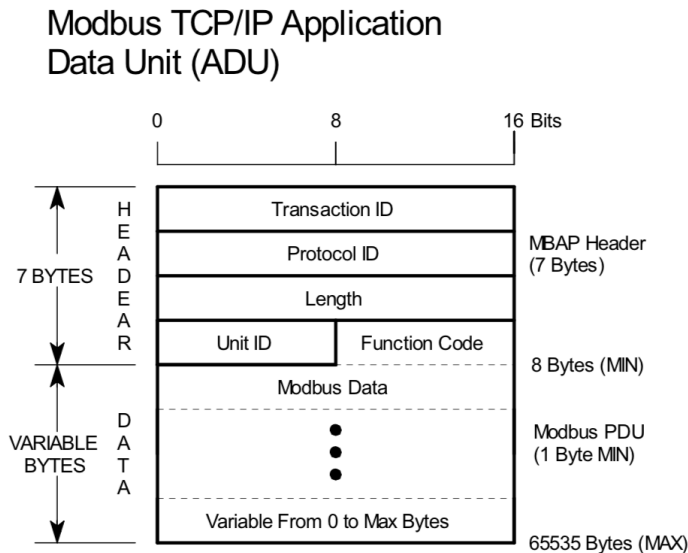 Modbus TCP/IP Application
Data Unit (ADU)
0 8 16 Bits
HEADEAR
7 BYTES
Transaction ID
Protocol ID
Length
Unit ID Function Code
MBAP Header
(7 Bytes)
8 Bytes (MIN)
DATA
VARIABLE
BYTES
Modbus Data
Variable From 0 to Max Bytes
Modbus PDU
(1 Byte MIN)
65535 Bytes (MAX)